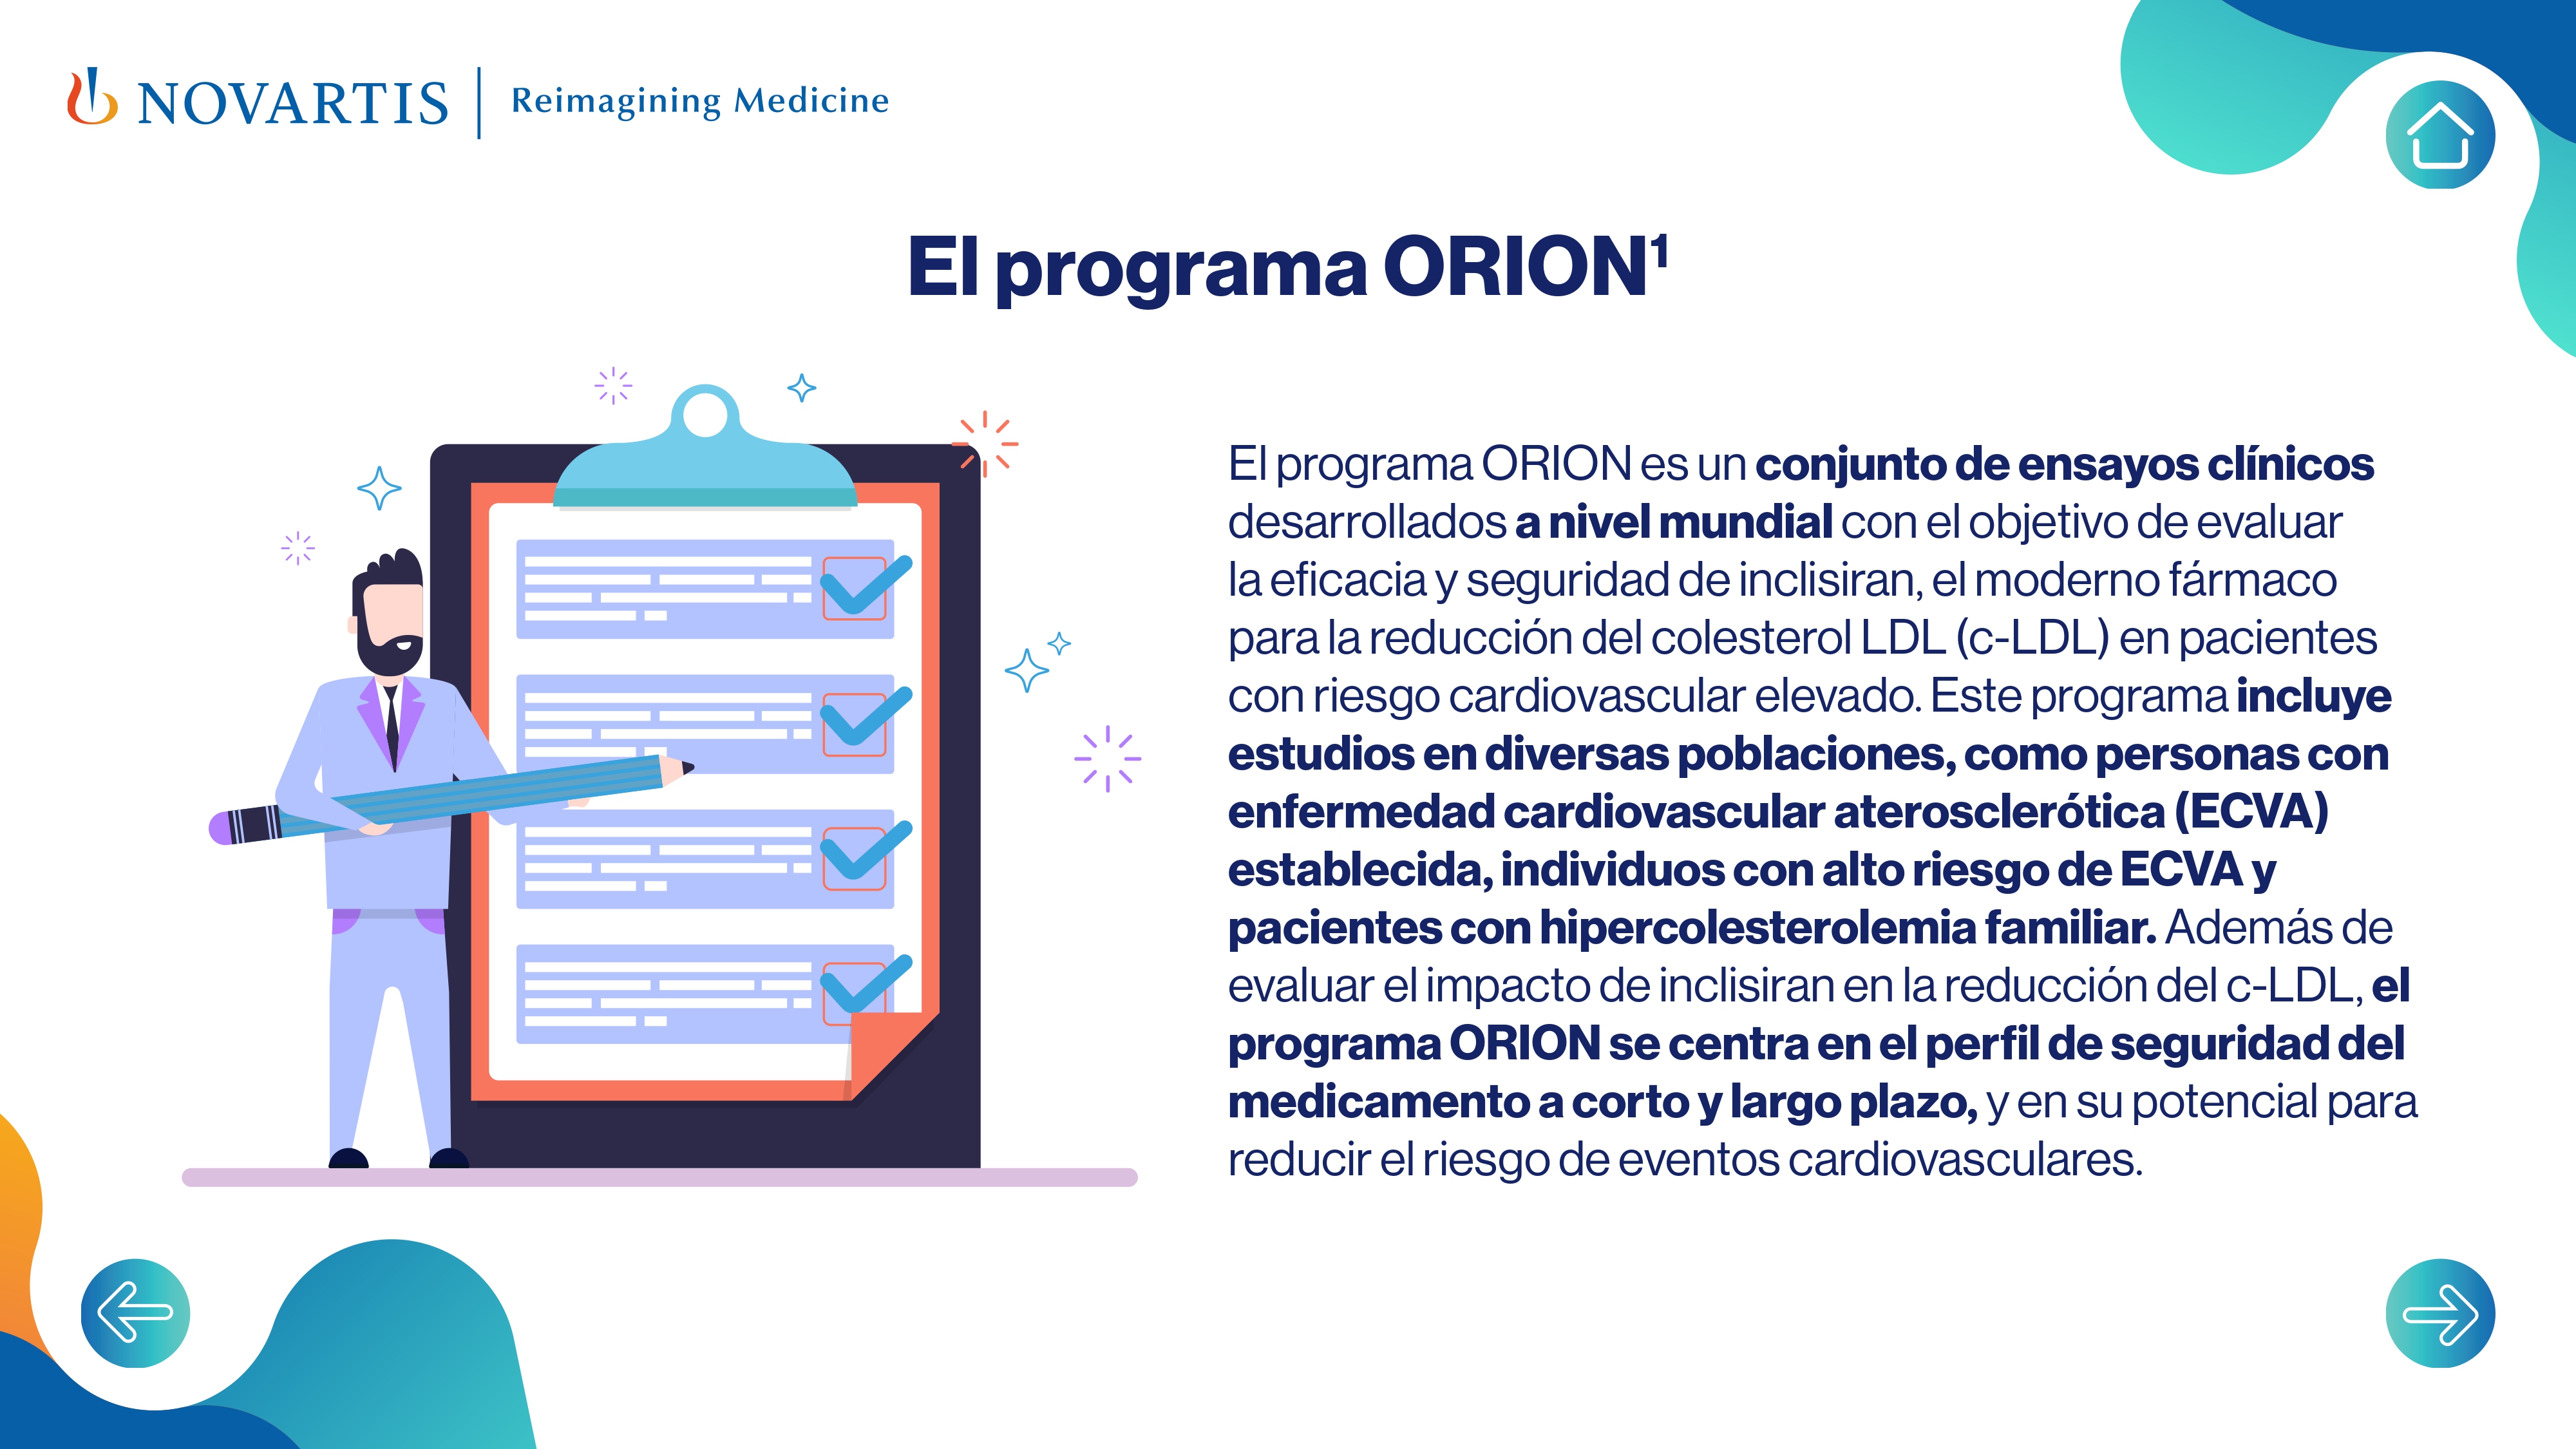 NOVARTIS | Reimagining Medicine
El programa ORION¹
El programa ORION es un conjunto de ensayos clínicos
desarrollados a nivel mundial con el objetivo de evaluar
la eficacia y seguridad de inclisiran, el moderno fármaco
para la reducción del colesterol LDL (c-LDL) en pacientes
con riesgo cardiovascular elevado. Este programa incluye
estudios en diversas poblaciones, como personas con
enfermedad cardiovascular aterosclerótica (ECVA)
establecida, individuos con alto riesgo de ECVA y
pacientes con hipercolesterolemia familiar. Además de
evaluar el impacto de inclisiran en la reducción del c-LDL, el
programa ORION se centra en el perfil de seguridad del
medicamento a corto y largo plazo, y en su potencial para
reducir el riesgo de eventos cardiovasculares.